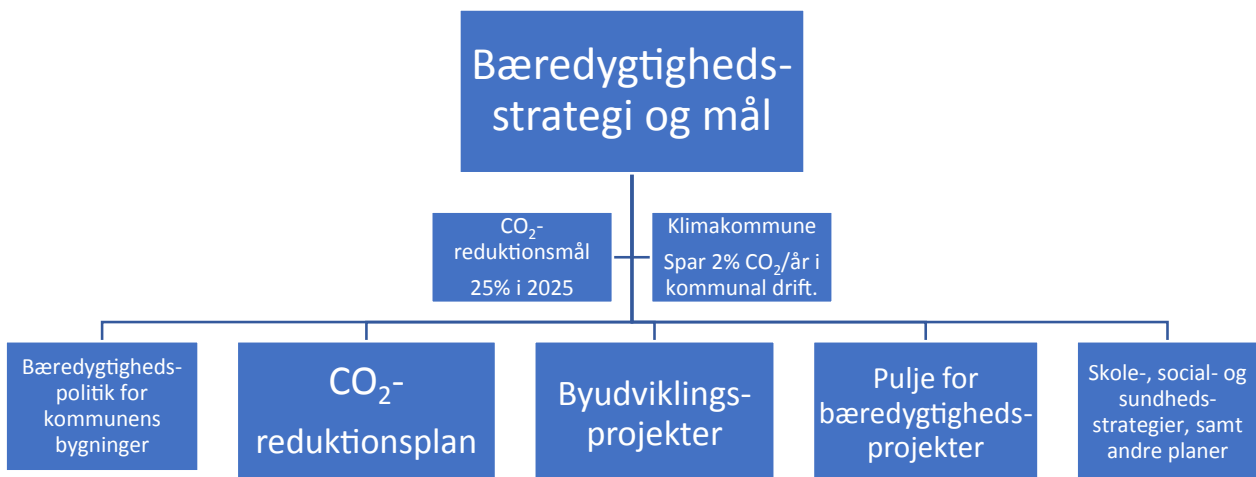 Bæredygtigheds-
strategi og mål
CO₂-
reduktionsmål
25% i 2025
Klimakommune
Spar 2% CO₂/år i
kommunal drift.
Bæredygtigheds-
politik for
kommunens
bygninger
CO₂-
reduktionsplan
Byudviklings-
projekter
Pulje for
bæredygtigheds-
projekter
Skole-, social- og
sundheds-
strategier, samt
andre planer